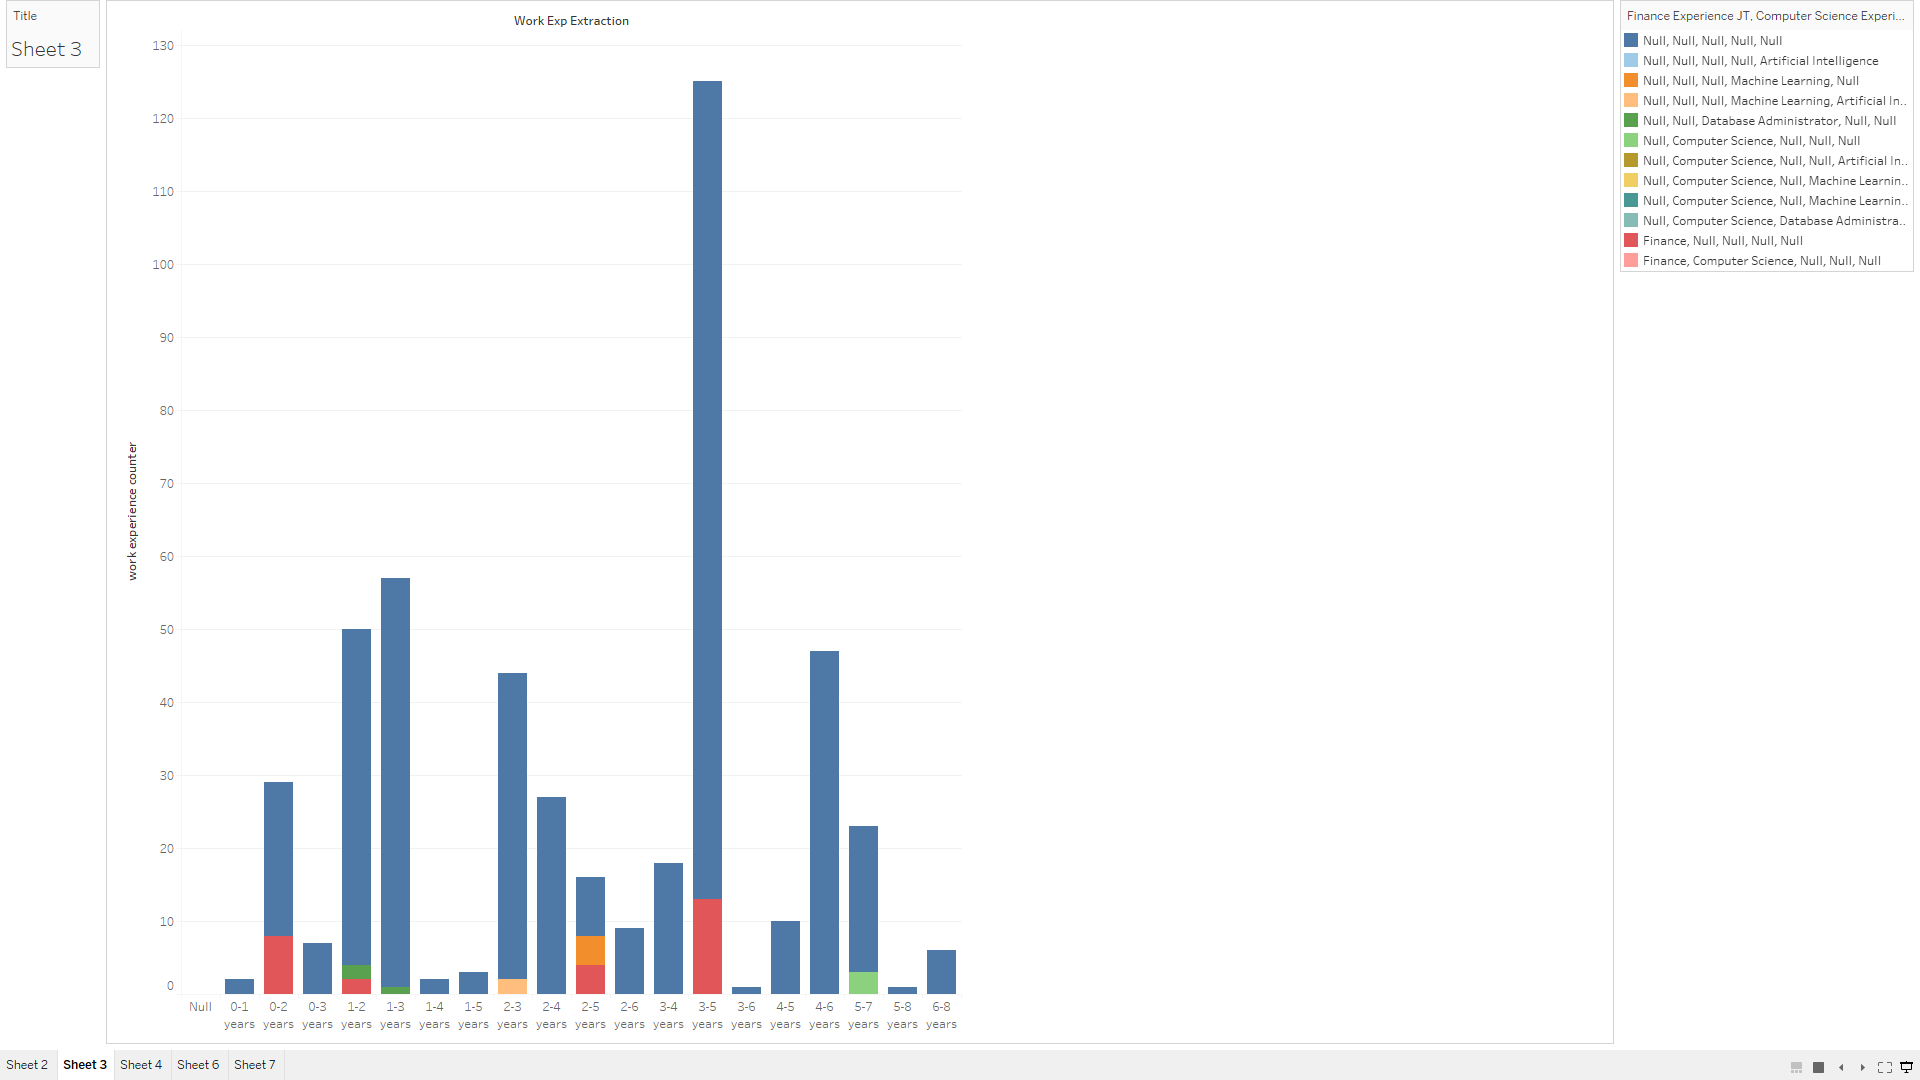 Title
Sheet 3
Work Exp Extraction
work experience counter
130
120
110
100
90
80
70
60
50
40
30
20
10
0
Null
0-1 years
0-2 years
0-3 years
1-2 years
1-3 years
1-4 years
1-5 years
2-3 years
2-4 years
2-5 years
2-6 years
3-4 years
3-5 years
3-6 years
4-5 years
4-6 years
5-7 years
5-8 years
6-8 years
Finance Experience JT, Computer Science Experi...
Null, Null, Null, Null, Null
Null, Null, Null, Null, Artificial Intelligence
Null, Null, Null, Machine Learning, Null
Null, Null, Null, Machine Learning, Artificial In..
Null, Null, Database Administrator, Null, Null
Null, Computer Science, Null, Null, Null
Null, Computer Science, Null, Null, Artificial In..
Null, Computer Science, Null, Machine Learnin..
Null, Computer Science, Null, Machine Learnin..
Null, Computer Science, Database Administra..
Finance, Null, Null, Null, Null
Finance, Computer Science, Null, Null, Null
Sheet 2
Sheet 3
Sheet 4
Sheet 6
Sheet 7